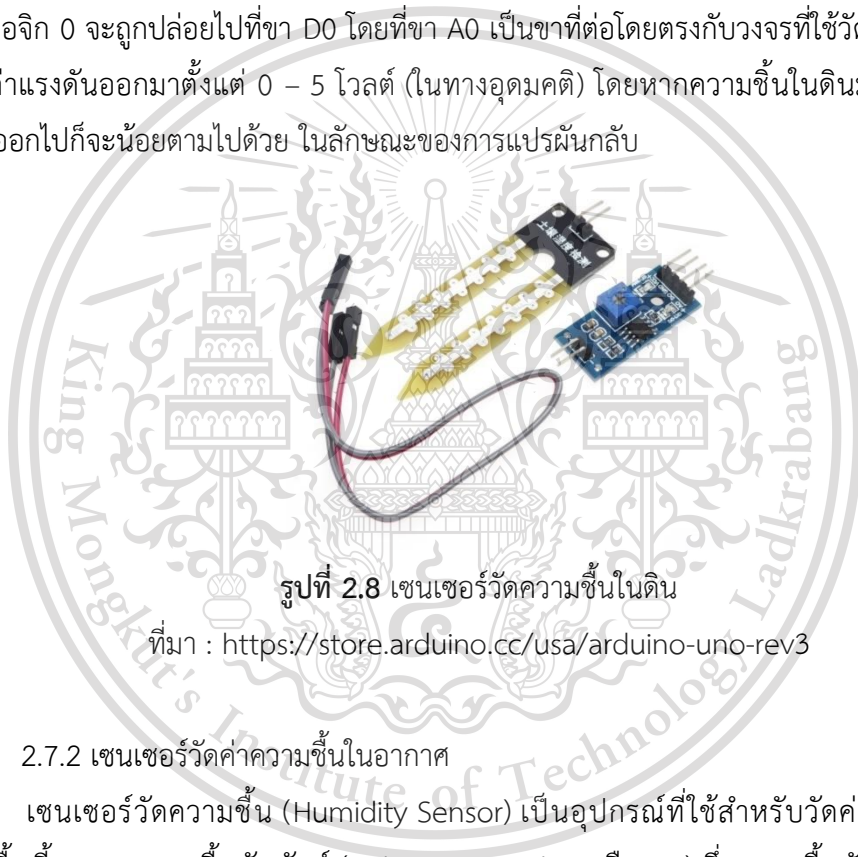 อจิก 0 จะถูกปล่อยไปที่ขา D0 โดยที่ขา A0 เป็นขาที่ต่อโดยตรงกับวงจรที่ใช้วัด
่าแรงดันออกมาตั้งแต่ 0 – 5 โวลต์ (ในทางอุดมคติ) โดยหากความชิ้นในดินม
ออกไปก็จะน้อยตามไปด้วย ในลักษณะของการแปรผันกลับ
土壤湿度检测
King Mongkut's Institute of Technology Ladkrabang
รูปที่ 2.8 เซนเซอร์วัดความชื้นในดิน
ที่มา : https://store.arduino.cc/usa/arduino-uno-rev3
2.7.2 เซนเซอร์วัดค่าความชื้นในอากาศ
เซนเซอร์วัดความชื้น (Humidity Sensor) เป็นอุปกรณ์ที่ใช้สำหรับวัดค่